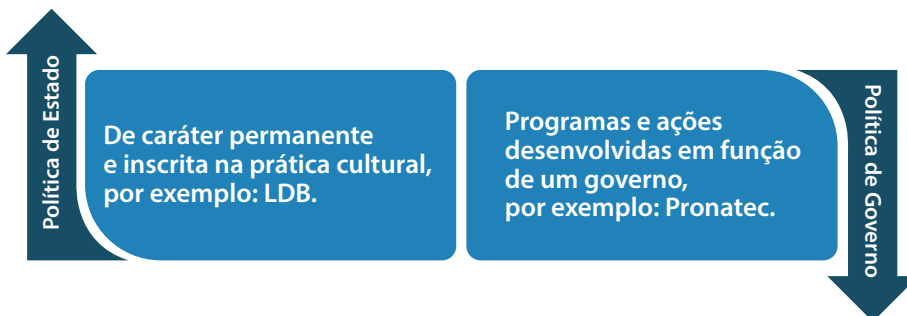 Política de Estado
De caráter permanente
e inscrita na prática cultural,
por exemplo: LDB.
Programas e ações
desenvolvidas em função
de um governo,
por exemplo: Pronatec.
Política de Governo